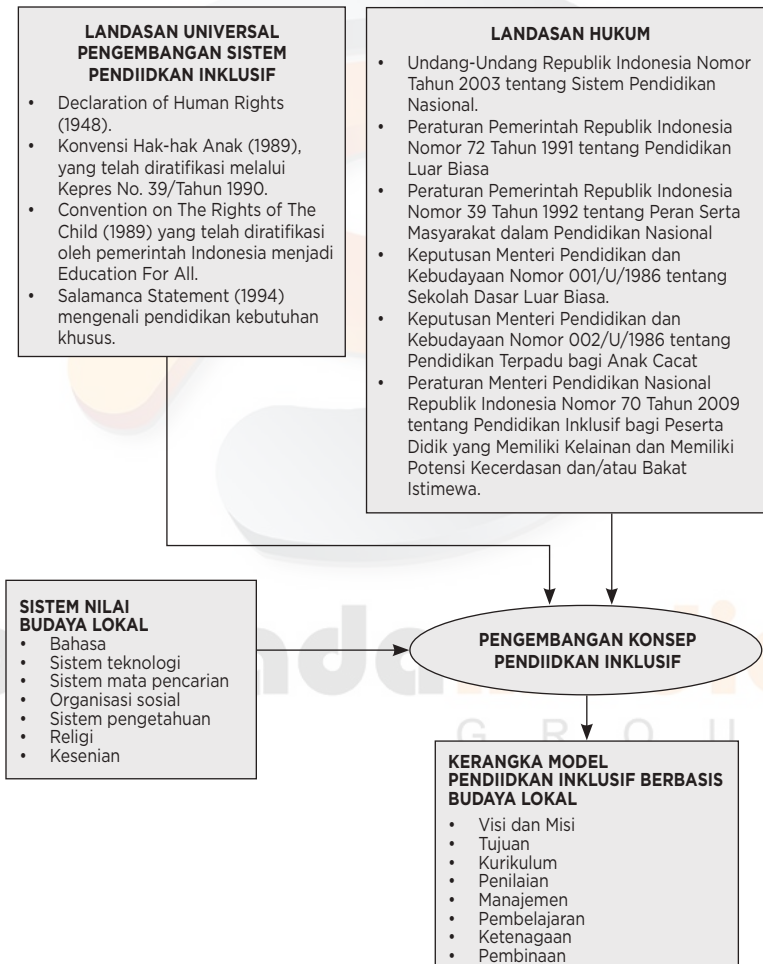 LANDASAN UNIVERSAL
PENGEMBANGAN SISTEM
PENDIIDKAN INKLUSIF
• Declaration of Human Rights
(1948).
• Konvensi Hak-hak Anak (1989),
yang telah diratifikasi melalui
Kepres No. 39/Tahun 1990.
• Convention on The Rights of The
Child (1989) yang telah diratifikasi
oleh pemerintah Indonesia menjadi
Education For All.
• Salamanca Statement (1994)
mengenali pendidikan kebutuhan
khusus.
LANDASAN HUKUM
• Undang-Undang Republik Indonesia Nomor
Tahun 2003 tentang Sistem Pendidikan
Nasional.
• Peraturan Pemerintah Republik Indonesia
Nomor 72 Tahun 1991 tentang Pendidikan
Luar Biasa
• Peraturan Pemerintah Republik Indonesia
Nomor 39 Tahun 1992 tentang Peran Serta
Masyarakat dalam Pendidikan Nasional
• Keputusan Menteri Pendidikan dan
Kebudayaan Nomor 001/U/1986 tentang
Sekolah Dasar Luar Biasa.
• Keputusan Menteri Pendidikan dan
Kebudayaan Nomor 002/U/1986 tentang
Pendidikan Terpadu bagi Anak Cacat
• Peraturan Menteri Pendidikan Nasional
Republik Indonesia Nomor 70 Tahun 2009
tentang Pendidikan Inklusif bagi Peserta
Didik yang Memiliki Kelainan dan Memiliki
Potensi Kecerdasan dan/atau Bakat
Istimewa.
SISTEM NILAI
BUDAYA LOKAL
• Bahasa
• Sistem teknologi
• Sistem mata pencarian
• Organisasi sosial
• Sistem pengetahuan
• Religi
• Kesenian
PENGEMBANGAN KONSEP
PENDIIDKAN INKLUSIF
G R O U
KERANGKA MODEL
PENDIIDKAN INKLUSIF BERBASIS
BUDAYA LOKAL
• Visi dan Misi
• Tujuan
• Kurikulum
• Penilaian
• Manajemen
• Pembelajaran
• Ketenagaan
• Pembinaan